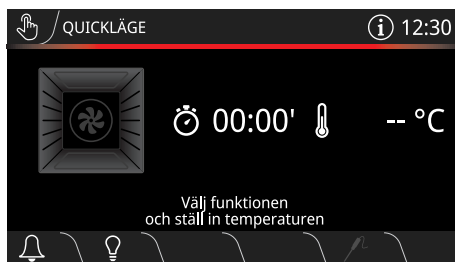 QUICKLÄGE
i 12:30
00:00' -- °C
Välj funktionen
och ställ in temperaturen